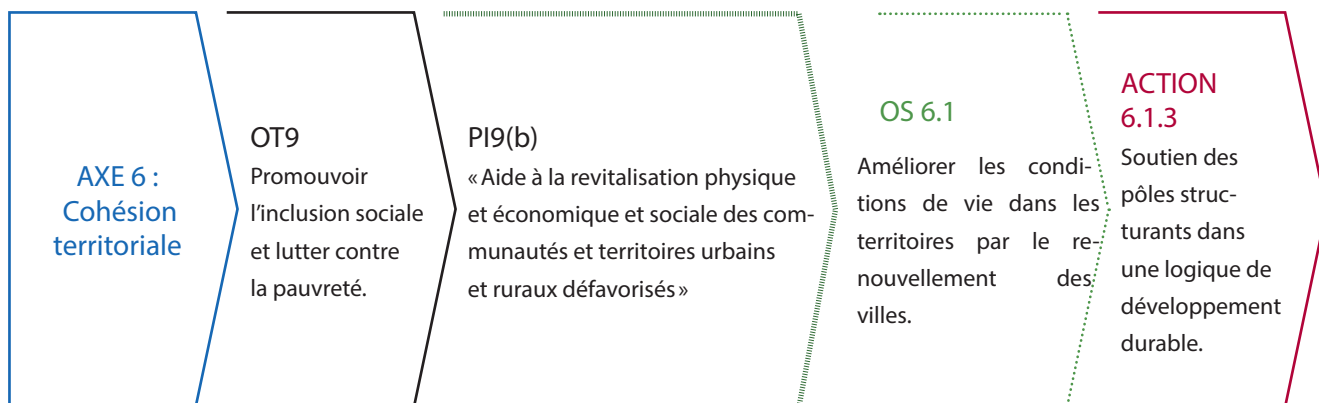 AXE 6 :
Cohésion
territoriale
OT9
Promouvoir
l’inclusion sociale
et lutter contre
la pauvreté.
PI9(b)
« Aide à la revitalisation physique
et économique et sociale des com-
munautés et territoires urbains
et ruraux défavorisés »
OS 6.1
Améliorer les condi-
tions de vie dans les
territoires par le re-
nouvellement des
villes.
ACTION
6.1.3
Soutien des
pôles struc-
turants dans
une logique de
développement
durable.